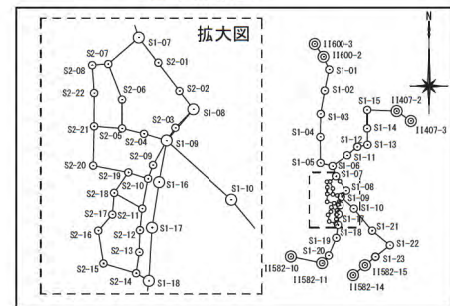 拡大図
S1-07
S2-07
S2-01
S2-08
S2-02
S2-22
S2-06
S1-08
S2-03
S2-21
S2-05
S2-04
S1-09
S2-20
S2-09
S2-19
S2-10
S1-16
S2-18
S1-10
S2-17
S2-11
S2-16
S2-12
S1-17
S2-13
S2-15
S2-14
S1-18
N
II60X-3
II600-2
S1-01
S1-02
S1-03
S1-04
S1-05
S1-06
S1-07
S1-08
S1-09
S1-10
S1-11
S1-12
S1-13
S1-14
S1-15
II407-2
II407-3
S1-18
S1-19
S1-20
S1-21
S1-22
S1-23
II582-10
II582-11
II582-15
II582-14